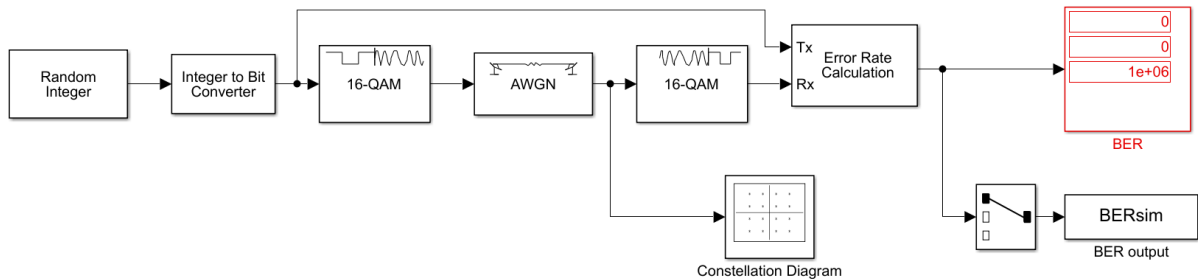 Random
Integer
Integer to Bit
Converter
16-QAM
AWGN
16-QAM
Tx
Rx
Error Rate
Calculation
0
0
1e+06
BER
Constellation Diagram
BERsim
BER output